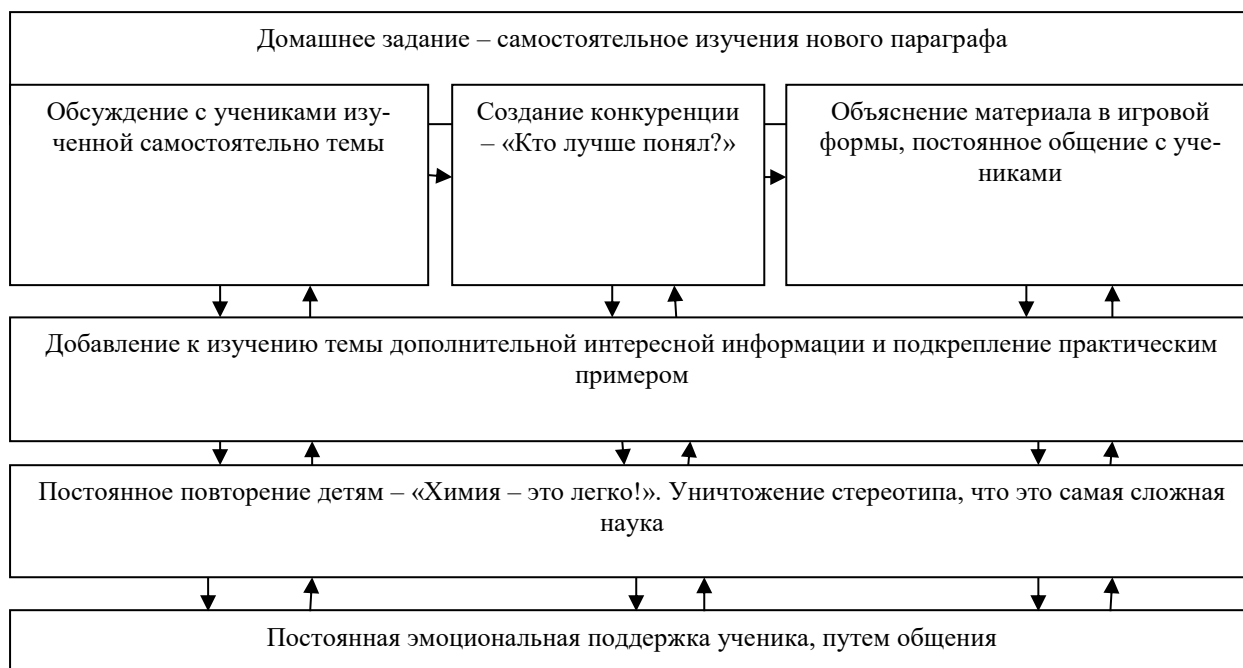 Домашнее задание – самостоятельное изучения нового параграфа
Обсуждение с учениками изу-
ченной самостоятельно темы
Создание конкуренции
– «Кто лучше понял?»
Объяснение материала в игровой
формы, постоянное общение с уче-
никами
Добавление к изучению темы дополнительной интересной информации и подкрепление практическим
примером
Постоянное повторение детям – «Химия – это легко!». Уничтожение стереотипа, что это самая сложная
наука
Постоянная эмоциональная поддержка ученика, путем общения